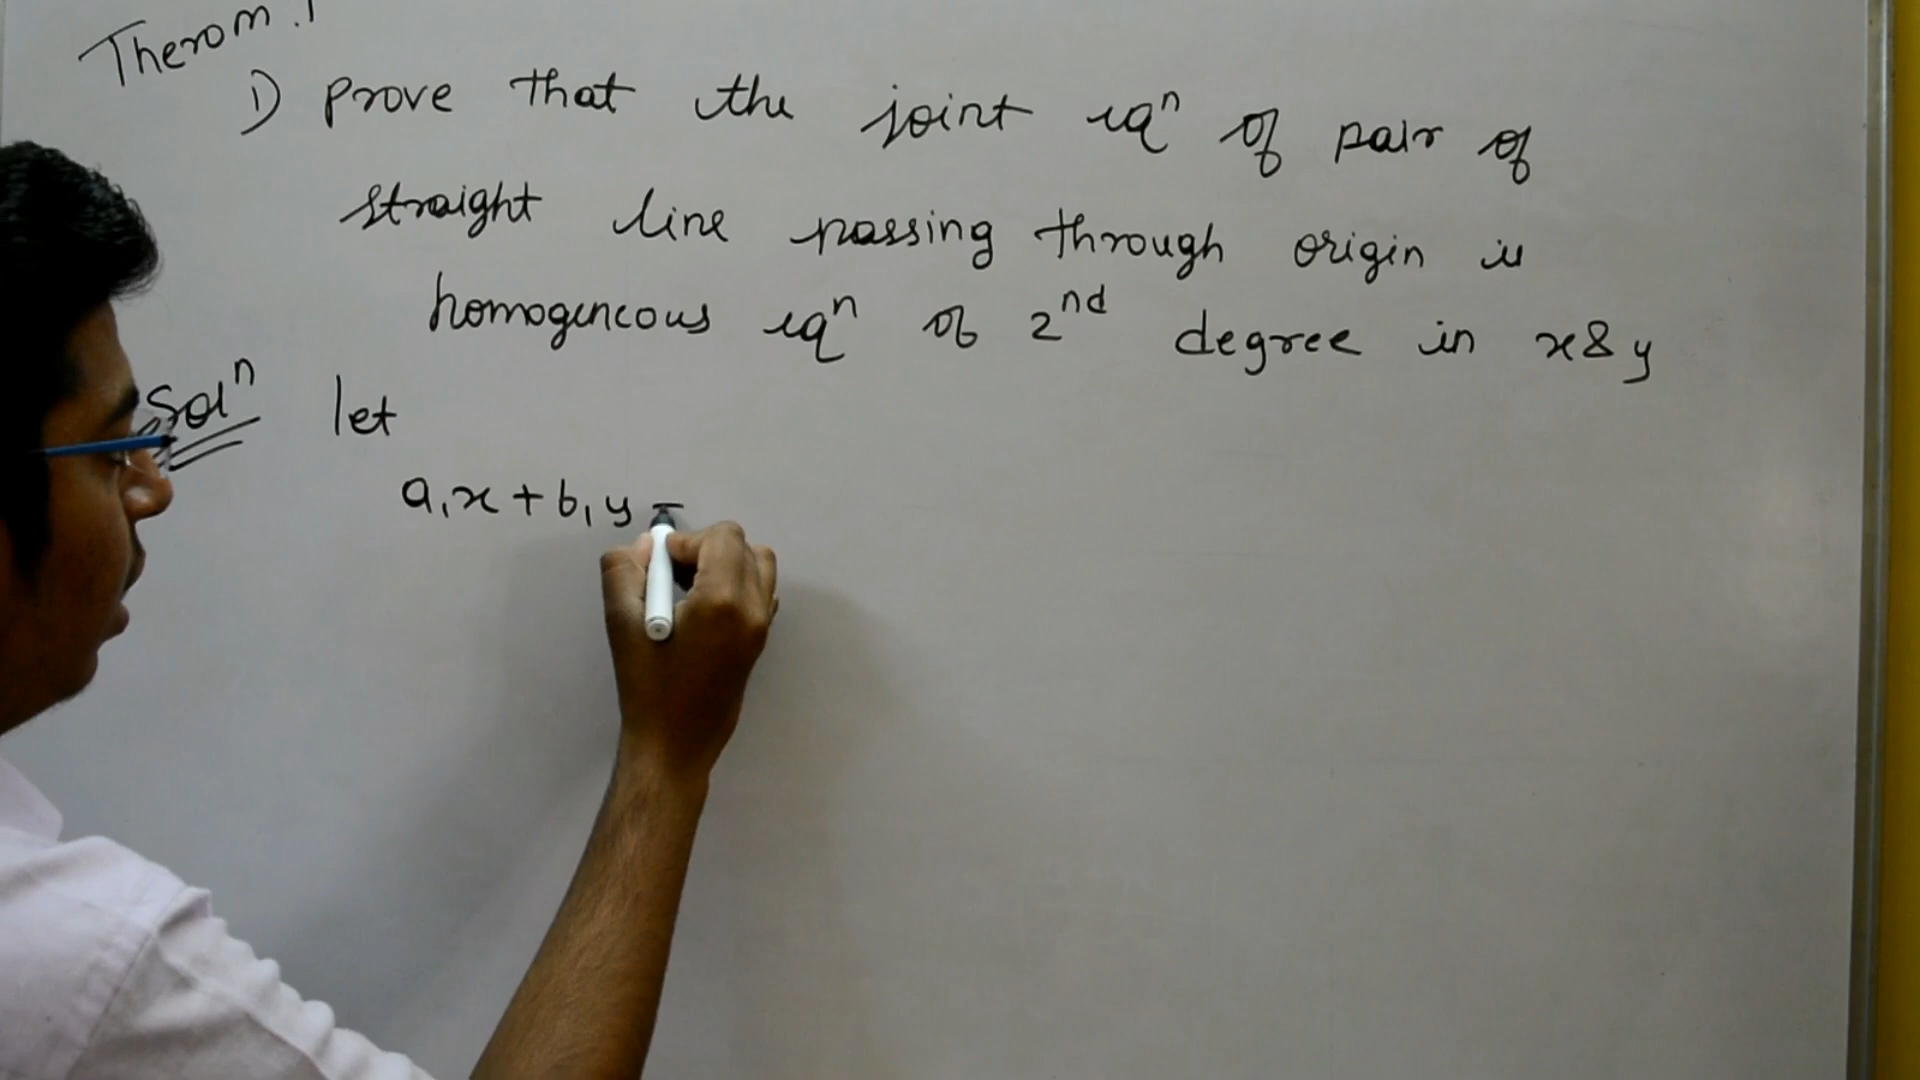 Therom.1
1) prove that the joint eqⁿ of pair of
straight line passing through origin is
homogeneous eqⁿ of 2ⁿᵈ degree in x & y
Solⁿ let
a₁x + b₁y =